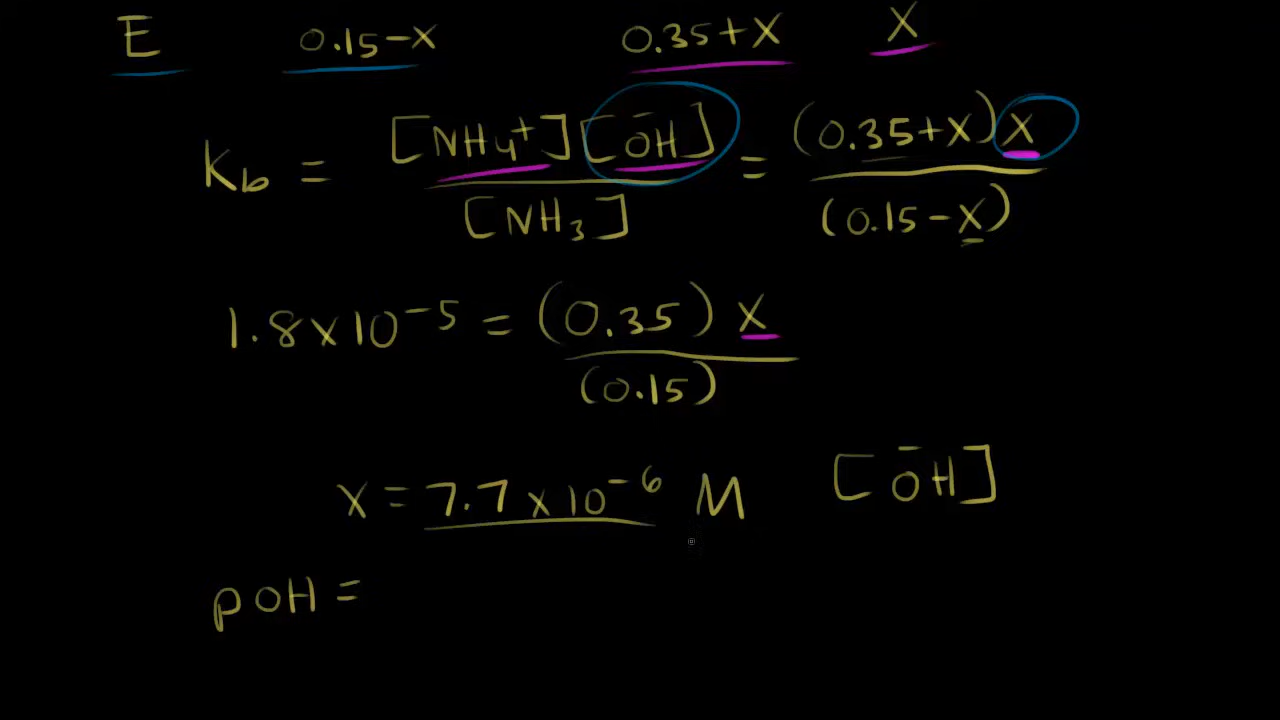 E 0.15-X 0.35+X X
Kb = [NH4+][OH-] / [NH3] = (0.35+X)X / (0.15-X)
1.8x10^-5 = (0.35) X / (0.15)
X = 7.7 x 10^-6 M [OH-]
pOH =